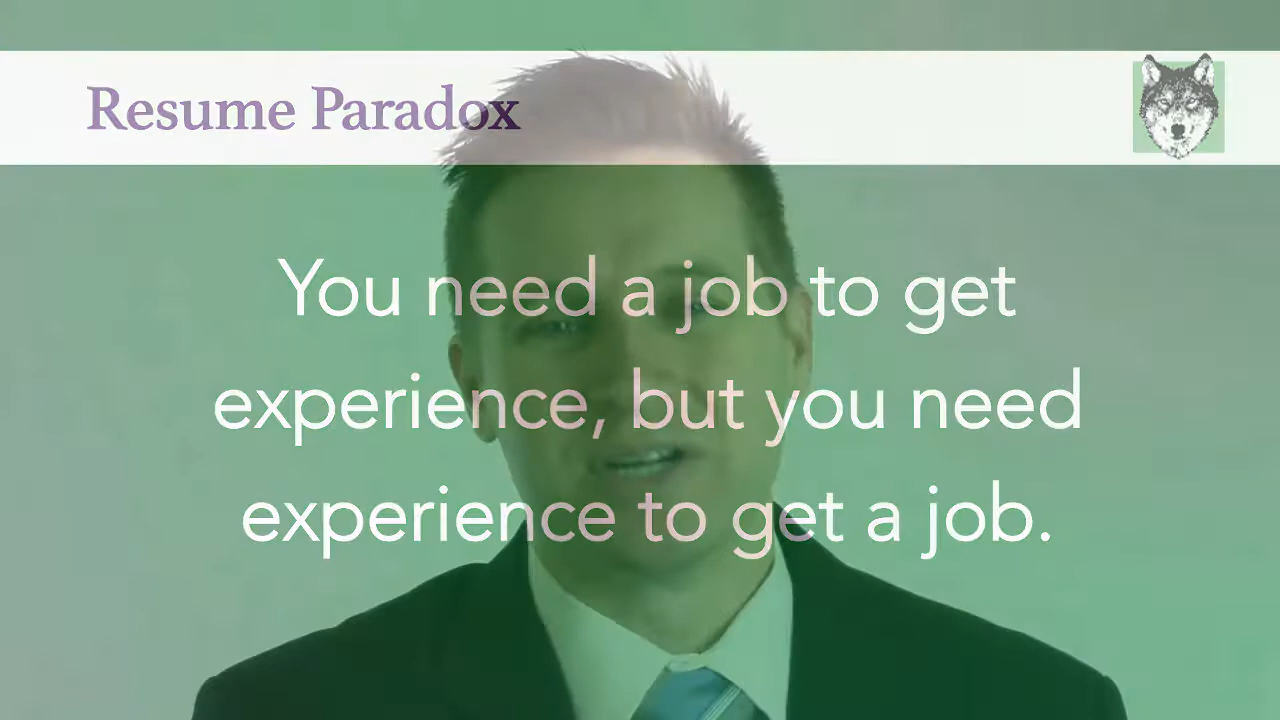 Resume Paradox
You need a job to get
experience, but you need
experience to get a job.